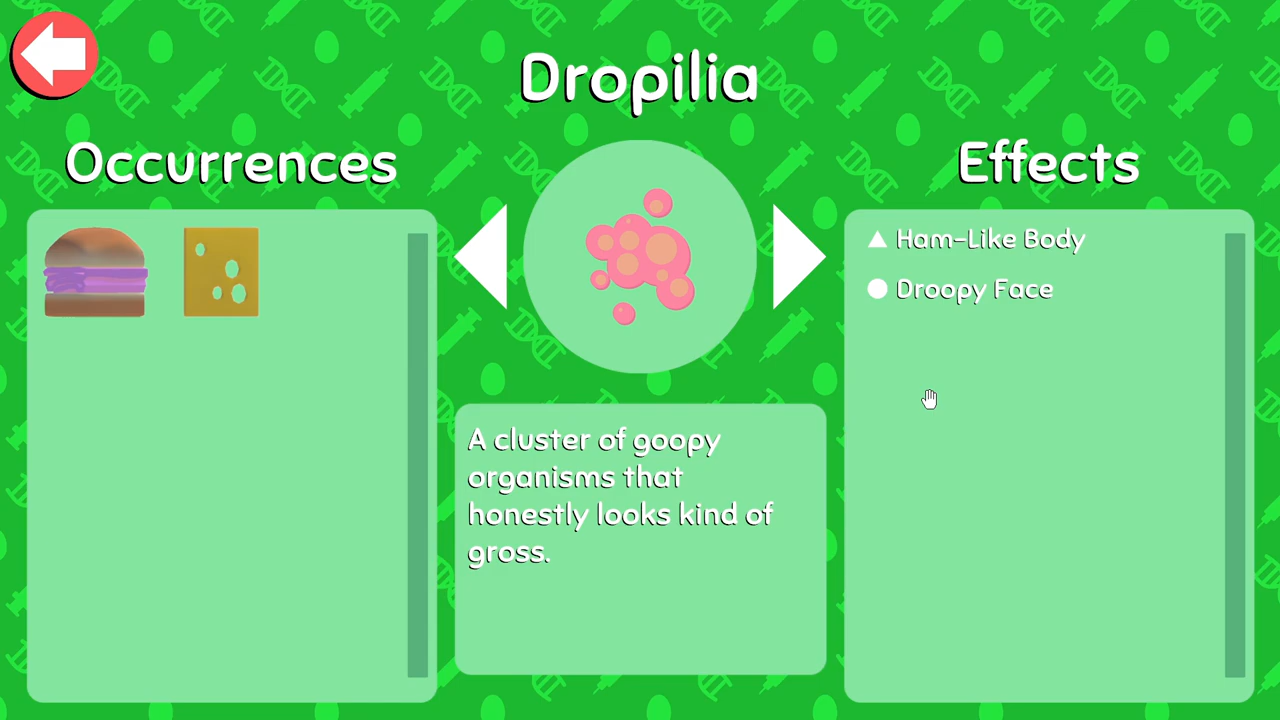 Dropilia
Occurrences
Effects
Ham-Like Body
Droopy Face
A cluster of goopy
organisms that
honestly looks kind of
gross.